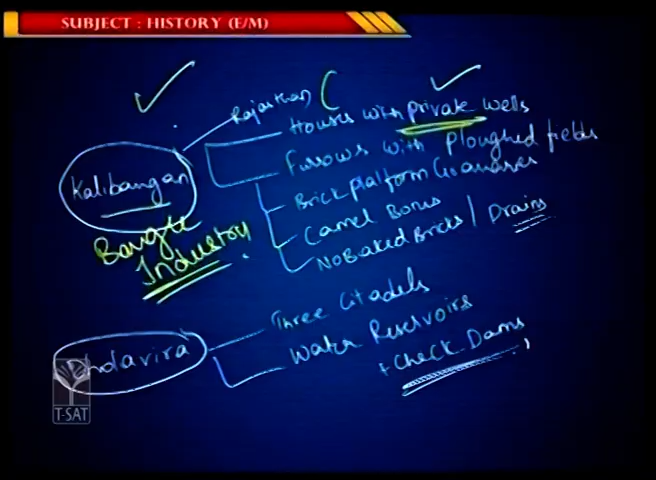 SUBJECT : HISTORY (E/M)
Rajasthan
Houses with private wells
Kalibangan
Furrows with Ploughed fields
Brick platform Granaries
Camel Bones
No Baked Bricks / Drains
Bangle
Industry
Three Citadels
ndavira
Water Reservoirs
+ Check Dams
T-SAT